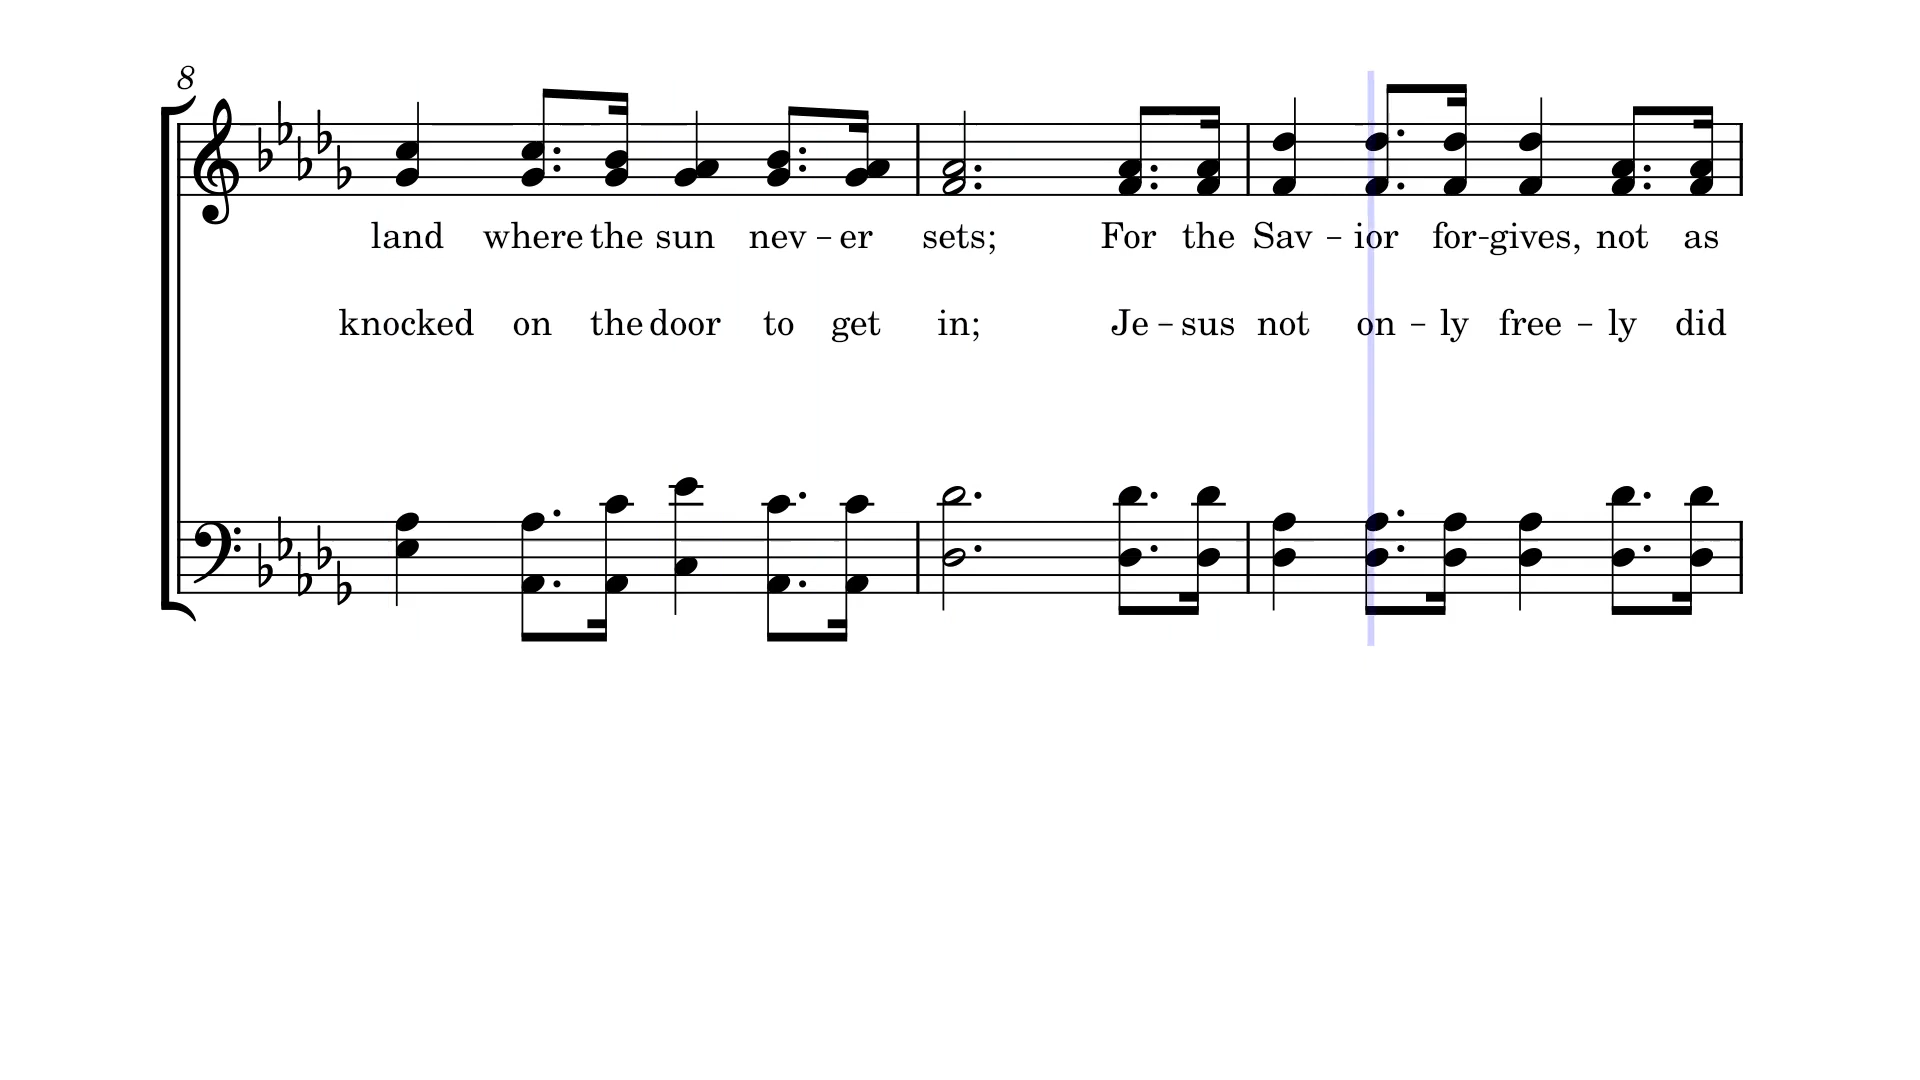 8
land where the sun nev – er sets; For the Sav – ior for-gives, not as
knocked on the door to get in; Je – sus not on – ly free – ly did